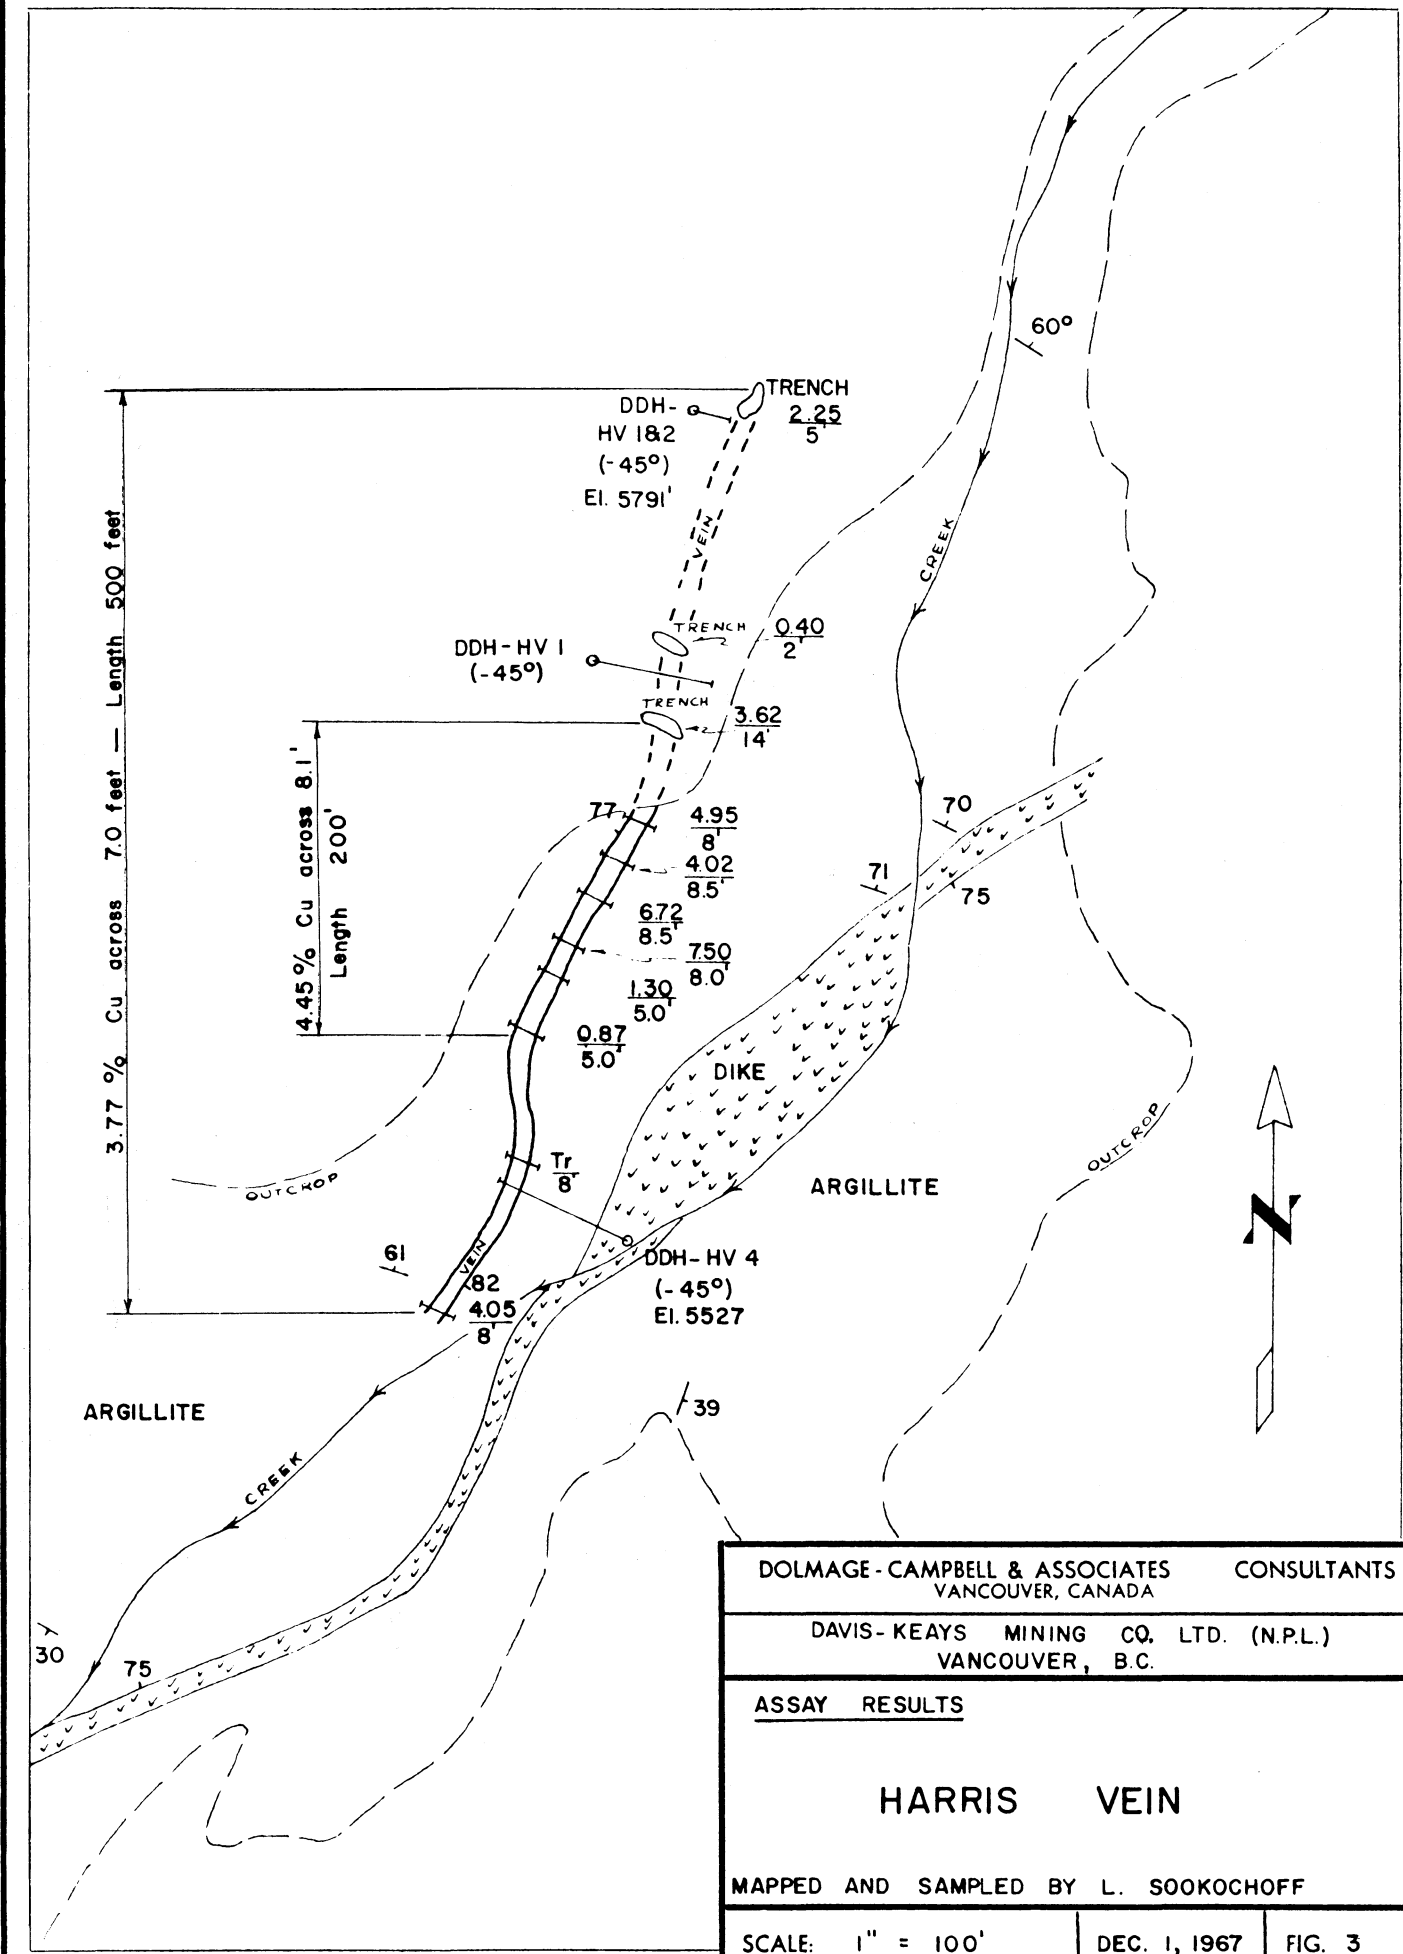 60°
TRENCH
2.25
5'
DDH-
HV 1&2
(-45°)
El. 5791'
VEIN
CREEK
TRENCH
0.40
2'
DDH-HV 1
(-45°)
TRENCH
3.62
14'
3.77 % Cu across 7.0 feet — Length 500 feet
4.45% Cu across 8.1'
Length 200'
77
4.95
8'
4.02
8.5'
6.72
8.5'
7.50
8.0'
1.30
5.0'
0.87
5.0'
70
71
75
DIKE
OUTCROP
ARGILLITE
N
Tr
8'
OUTCROP
61
VEIN
82
4.05
8'
DDH-HV 4
(-45°)
El. 5527
39
ARGILLITE
CREEK
30
75
DOLMAGE-CAMPBELL & ASSOCIATES CONSULTANTS
VANCOUVER, CANADA
DAVIS-KEAYS MINING CO. LTD. (N.P.L.)
VANCOUVER, B.C.
ASSAY RESULTS
HARRIS VEIN
MAPPED AND SAMPLED BY L. SOOKOCHOFF
SCALE: 1" = 100'
DEC. 1, 1967
FIG. 3